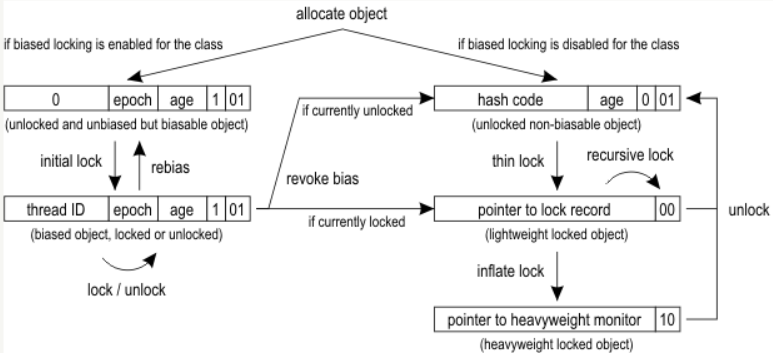 allocate object
if biased locking is enabled for the class
if biased locking is disabled for the class
0 epoch age 1 01
hash code age 0 01
(unlocked and unbiased but biasable object)
if currently unlocked
(unlocked non-biasable object)
initial lock
rebias
revoke bias
thin lock
recursive lock
thread ID epoch age 1 01
if currently locked
pointer to lock record 00
unlock
(biased object, locked or unlocked)
(lightweight locked object)
lock / unlock
inflate lock
pointer to heavyweight monitor 10
(heavyweight locked object)